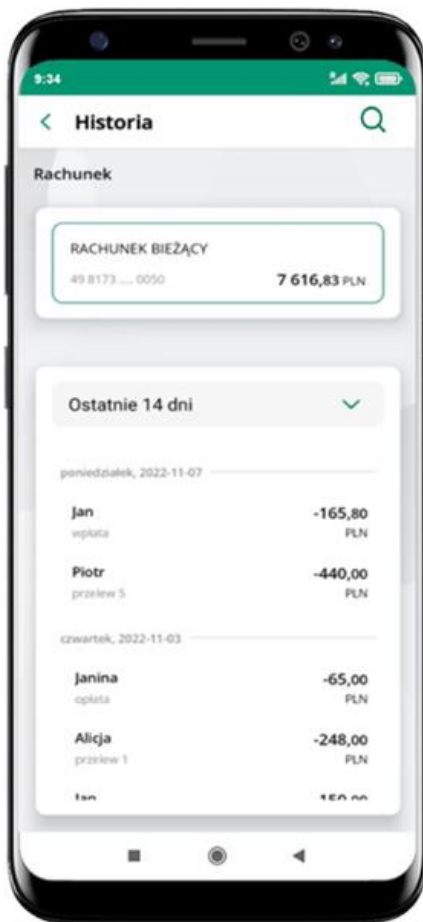 9:34
Historia
Rachunek
RACHUNEK BIEŻĄCY
49 8173 .... 0050 7 616,83 PLN
Ostatnie 14 dni
poniedziałek, 2022-11-07
Jan -165,80
wpłata PLN
Piotr -440,00
przelew 5 PLN
czwartek, 2022-11-03
Janina -65,00
opłata PLN
Alicja -248,00
przelew 1 PLN